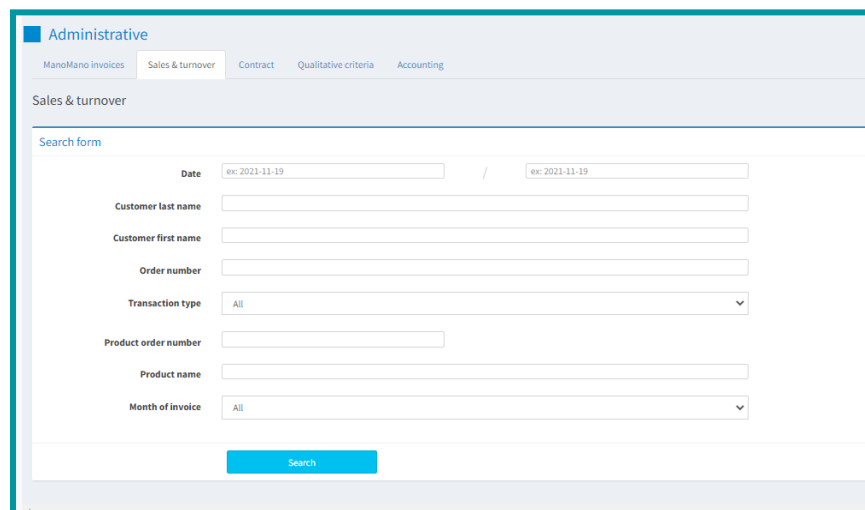 Administrative
ManoMano invoices Sales & turnover Contract Qualitative criteria Accounting
Sales & turnover
Search form
Date ex: 2021-11-19 / ex: 2021-11-19
Customer last name
Customer first name
Order number
Transaction type All
Product order number
Product name
Month of invoice All
Search